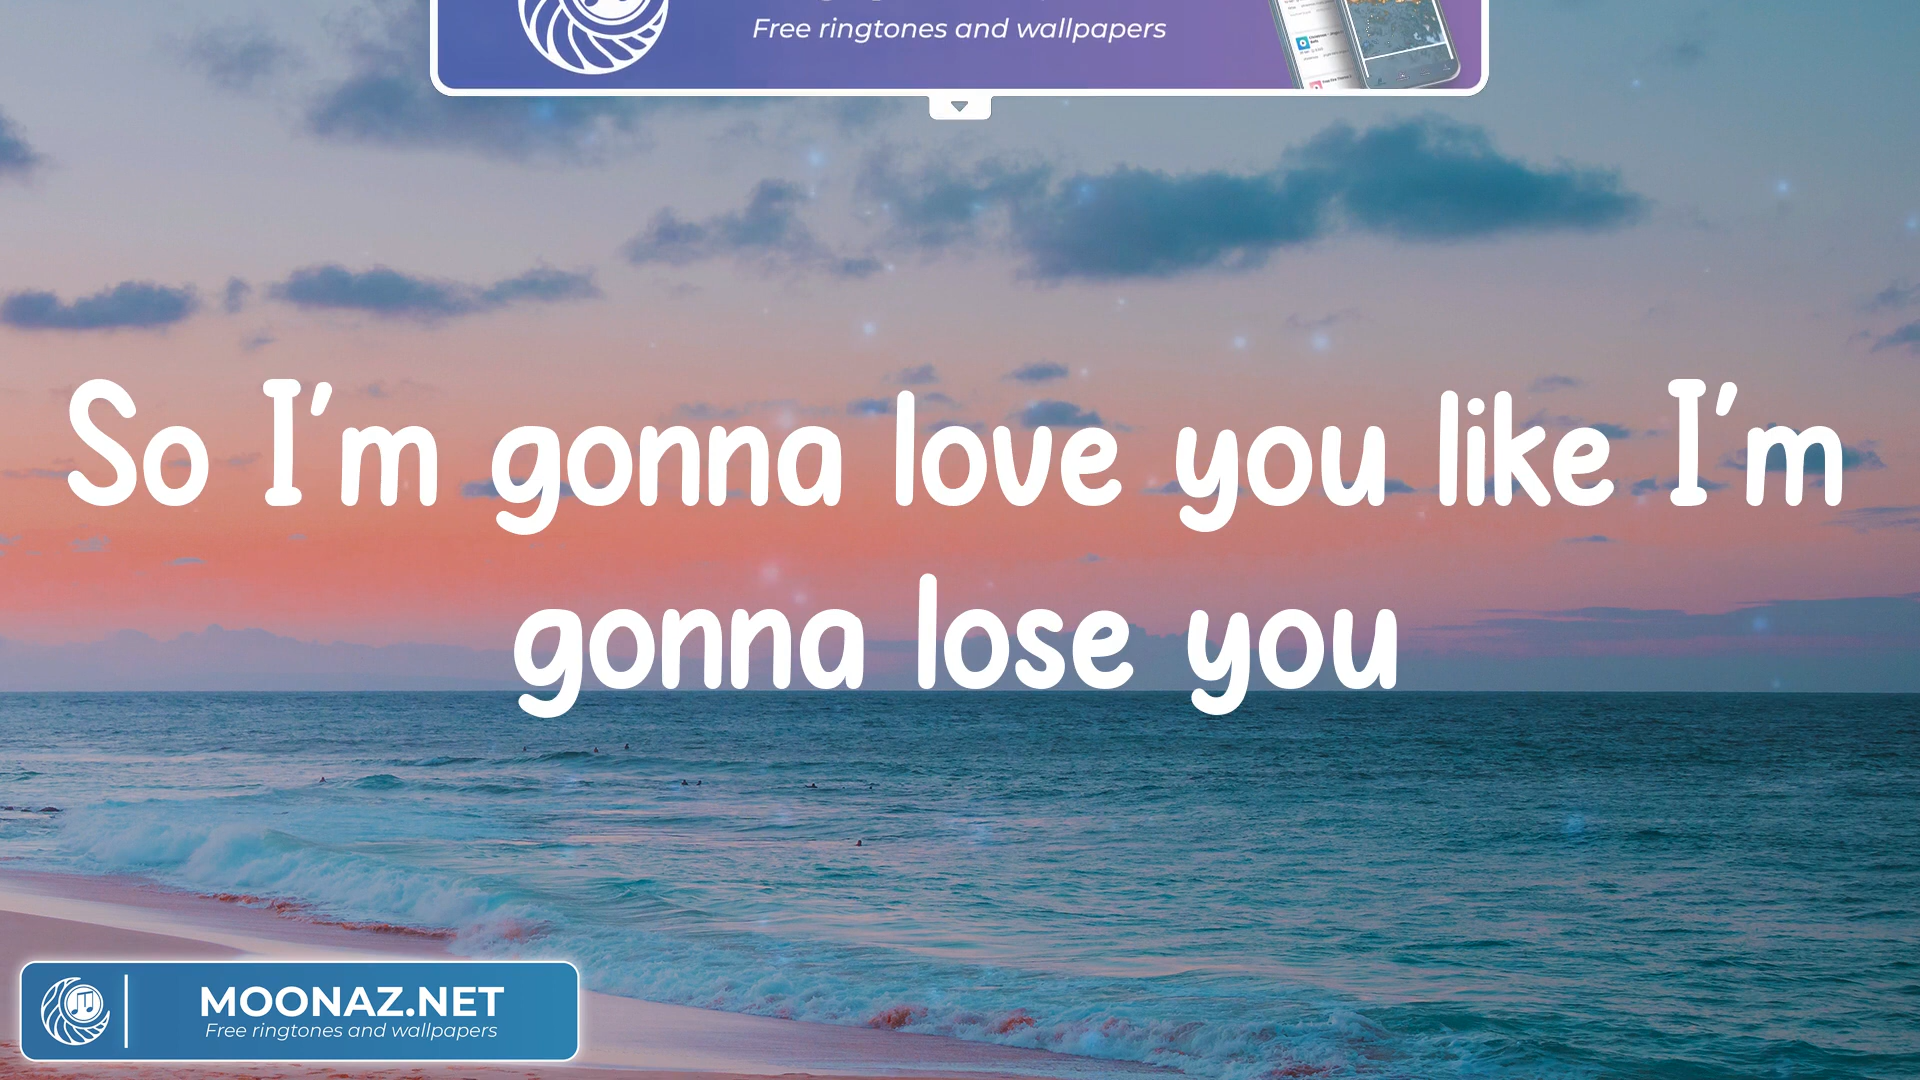 Free ringtones and wallpapers
So I'm gonna love you like I'm
gonna lose you
MOONAZ.NET
Free ringtones and wallpapers